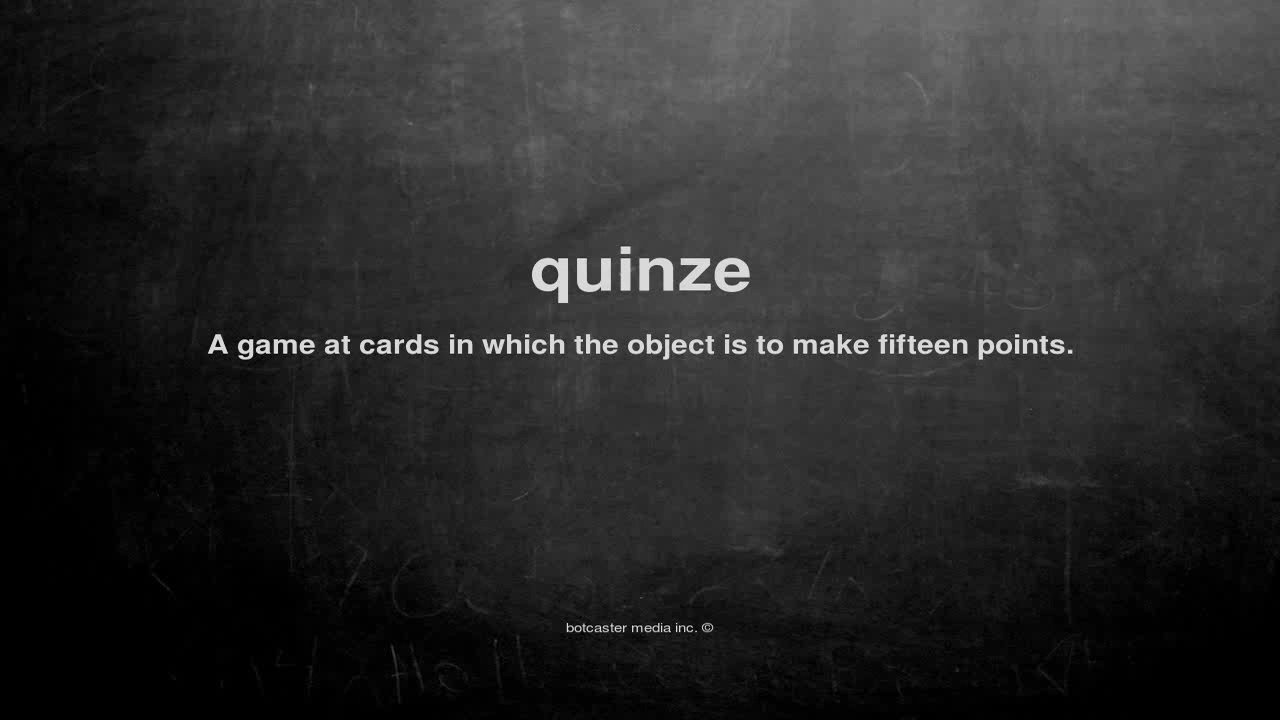 quinze
A game at cards in which the object is to make fifteen points.
botcaster media inc. ©